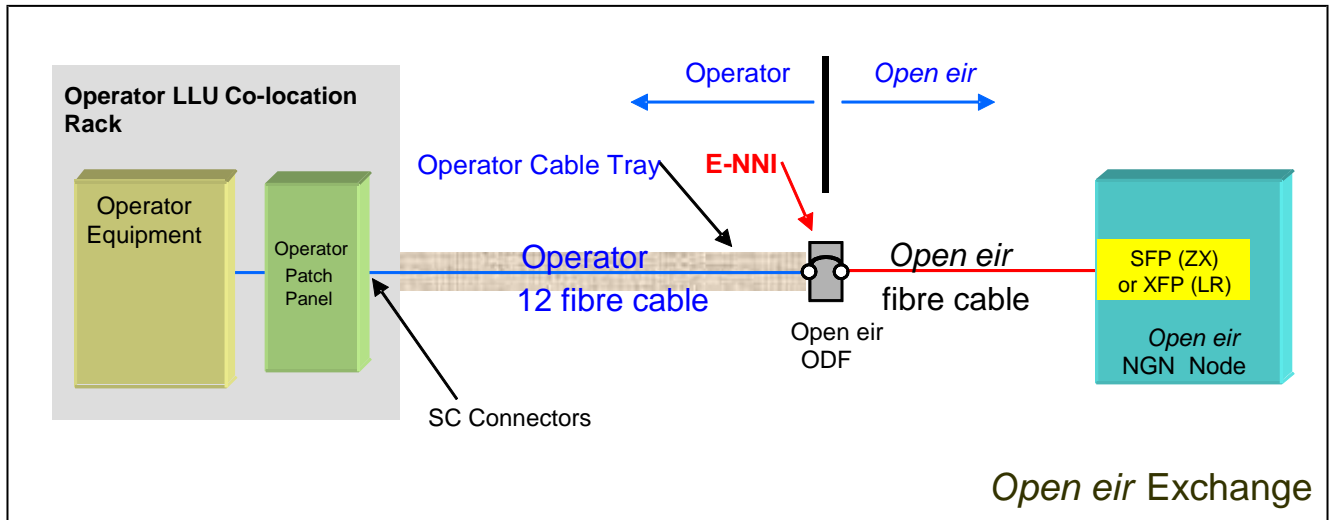 Operator LLU Co-location
Rack
Operator
Equipment
Operator
Patch
Panel
SC Connectors
Operator Cable Tray
Operator
12 fibre cable
Operator
Open eir
E-NNI
Open eir
ODF
Open eir
fibre cable
SFP (ZX)
or XFP (LR)
Open eir
NGN Node
Open eir Exchange